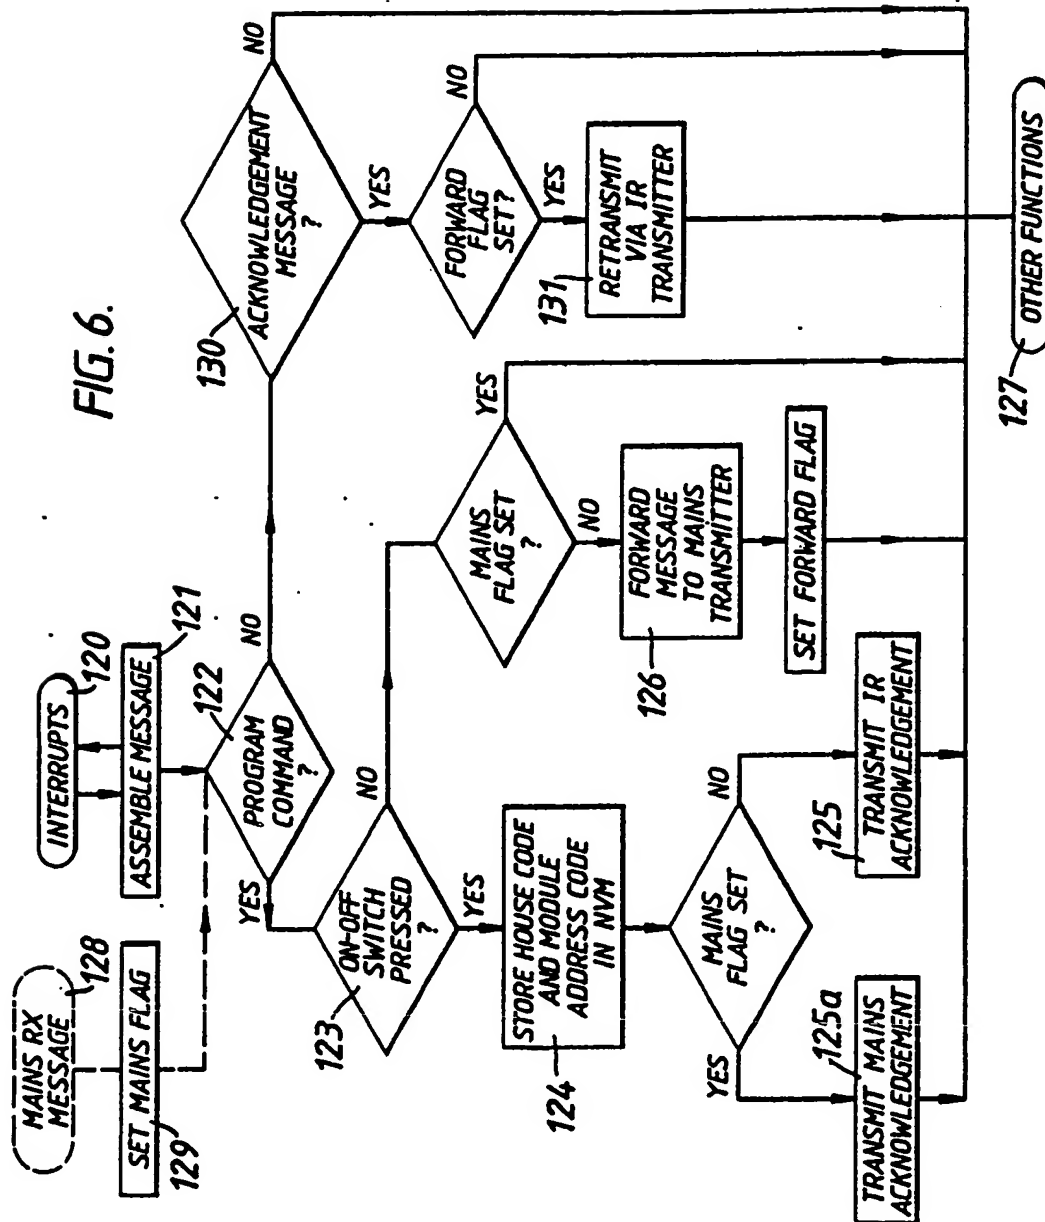 FIG. 6.
MAINS RX
MESSAGE
128
SET MAINS FLAG
129
INTERRUPTS
120
ASSEMBLE MESSAGE
121
PROGRAM
COMMAND
?
122
YES
NO
ON-OFF
SWITCH
PRESSED
?
123
NO
YES
STORE HOUSE CODE
AND MODULE
ADDRESS CODE
IN NVM
124
MAINS
FLAG SET
?
YES
NO
TRANSMIT MAINS
ACKNOWLEDGEMENT
125a
TRANSMIT IR
ACKNOWLEDGEMENT
125
MAINS
FLAG SET
?
YES
NO
FORWARD
MESSAGE
TO MAINS
TRANSMITTER
126
SET FORWARD FLAG
ACKNOWLEDGEMENT
MESSAGE
?
130
NO
YES
FORWARD
FLAG
SET?
NO
YES
RETRANSMIT
VIA IR
TRANSMITTER
131
OTHER FUNCTIONS
127